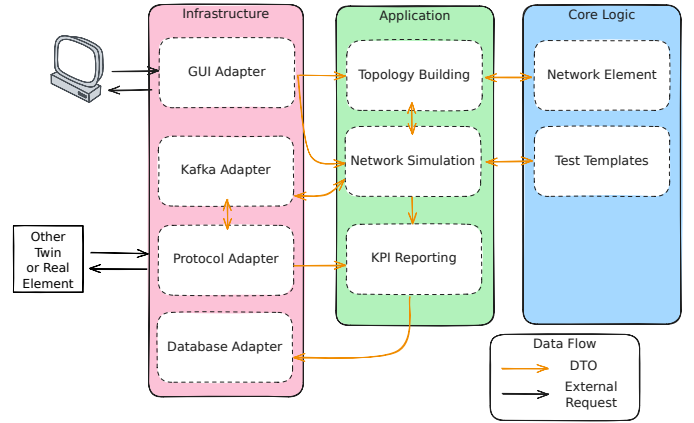 Infrastructure
Application
Core Logic
GUI Adapter
Topology Building
Network Element
Kafka Adapter
Network Simulation
Test Templates
Other
Twin
or Real
Element
Protocol Adapter
KPI Reporting
Database Adapter
Data Flow
DTO
External
Request